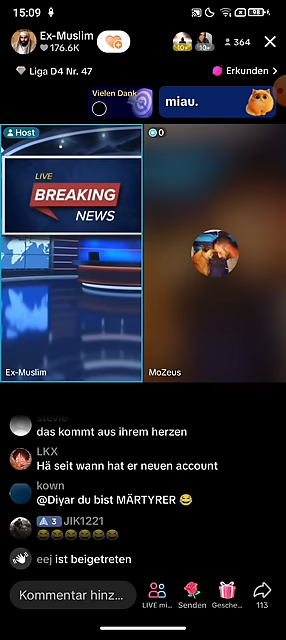 15:09
Ex-Muslim
176.6K
364
Liga D4 Nr. 47
Erkunden >
Vielen Dank
miau.
Host
0
LIVE
BREAKING
NEWS
Ex-Muslim
MoZeus
stevie
das kommt aus ihrem herzen
LKX
Hä seit wann hat er neuen account
kown
@Diyar du bist MÄRTYRER 😂
A 3 JIK1221
😂😂😂😂😂😂
eej ist beigetreten
Kommentar hinz...
LIVE mi... Senden Gesche... 113